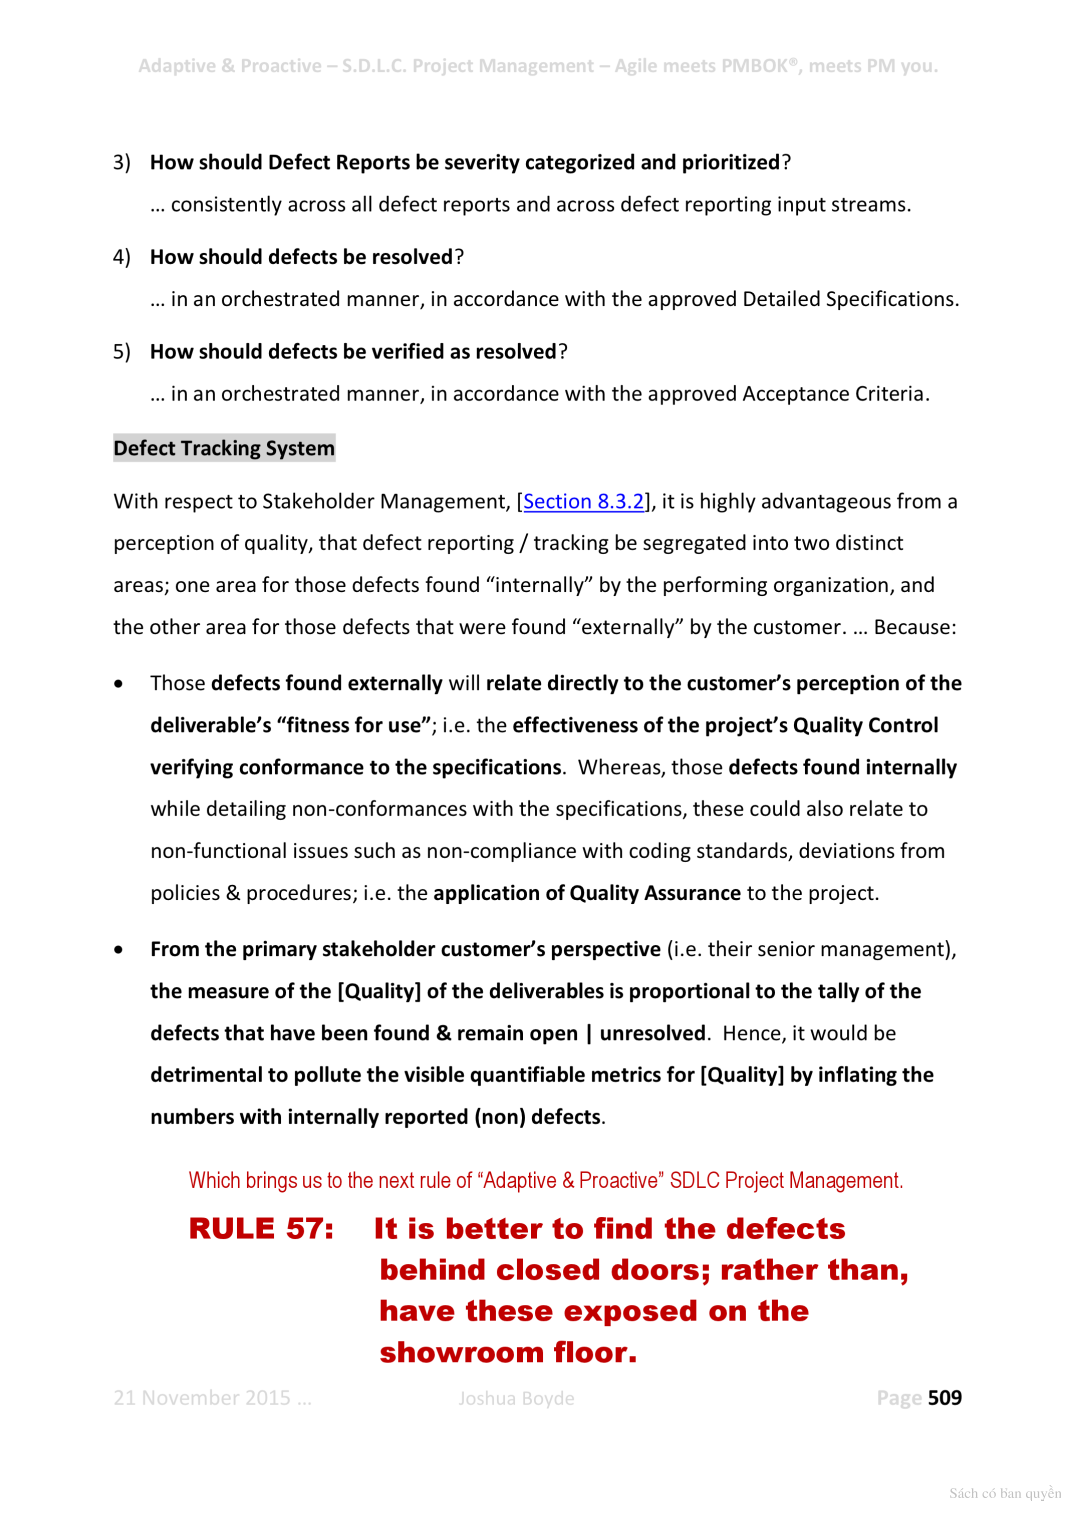 Adaptive & Proactive – S.D.L.C. Project Management – Agile meets PMBOK®, meets PM you.
3) How should Defect Reports be severity categorized and prioritized?
... consistently across all defect reports and across defect reporting input streams.
4) How should defects be resolved?
... in an orchestrated manner, in accordance with the approved Detailed Specifications.
5) How should defects be verified as resolved?
... in an orchestrated manner, in accordance with the approved Acceptance Criteria.
Defect Tracking System
With respect to Stakeholder Management, [Section 8.3.2], it is highly advantageous from a
perception of quality, that defect reporting / tracking be segregated into two distinct
areas; one area for those defects found “internally” by the performing organization, and
the other area for those defects that were found “externally” by the customer. ... Because:
• Those defects found externally will relate directly to the customer’s perception of the
deliverable’s “fitness for use”; i.e. the effectiveness of the project’s Quality Control
verifying conformance to the specifications. Whereas, those defects found internally
while detailing non-conformances with the specifications, these could also relate to
non-functional issues such as non-compliance with coding standards, deviations from
policies & procedures; i.e. the application of Quality Assurance to the project.
• From the primary stakeholder customer’s perspective (i.e. their senior management),
the measure of the [Quality] of the deliverables is proportional to the tally of the
defects that have been found & remain open | unresolved. Hence, it would be
detrimental to pollute the visible quantifiable metrics for [Quality] by inflating the
numbers with internally reported (non) defects.
Which brings us to the next rule of “Adaptive & Proactive” SDLC Project Management.
RULE 57: It is better to find the defects
behind closed doors; rather than,
have these exposed on the
showroom floor.
21 November 2015 ... Joshua Boyde Page 509
Sách có bản quyền